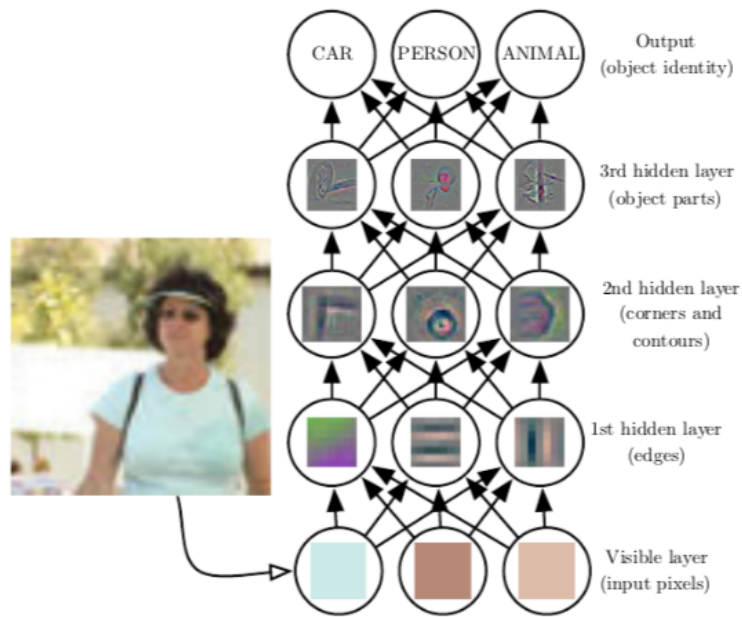 CAR PERSON ANIMAL
Output
(object identity)
3rd hidden layer
(object parts)
2nd hidden layer
(corners and
contours)
1st hidden layer
(edges)
Visible layer
(input pixels)